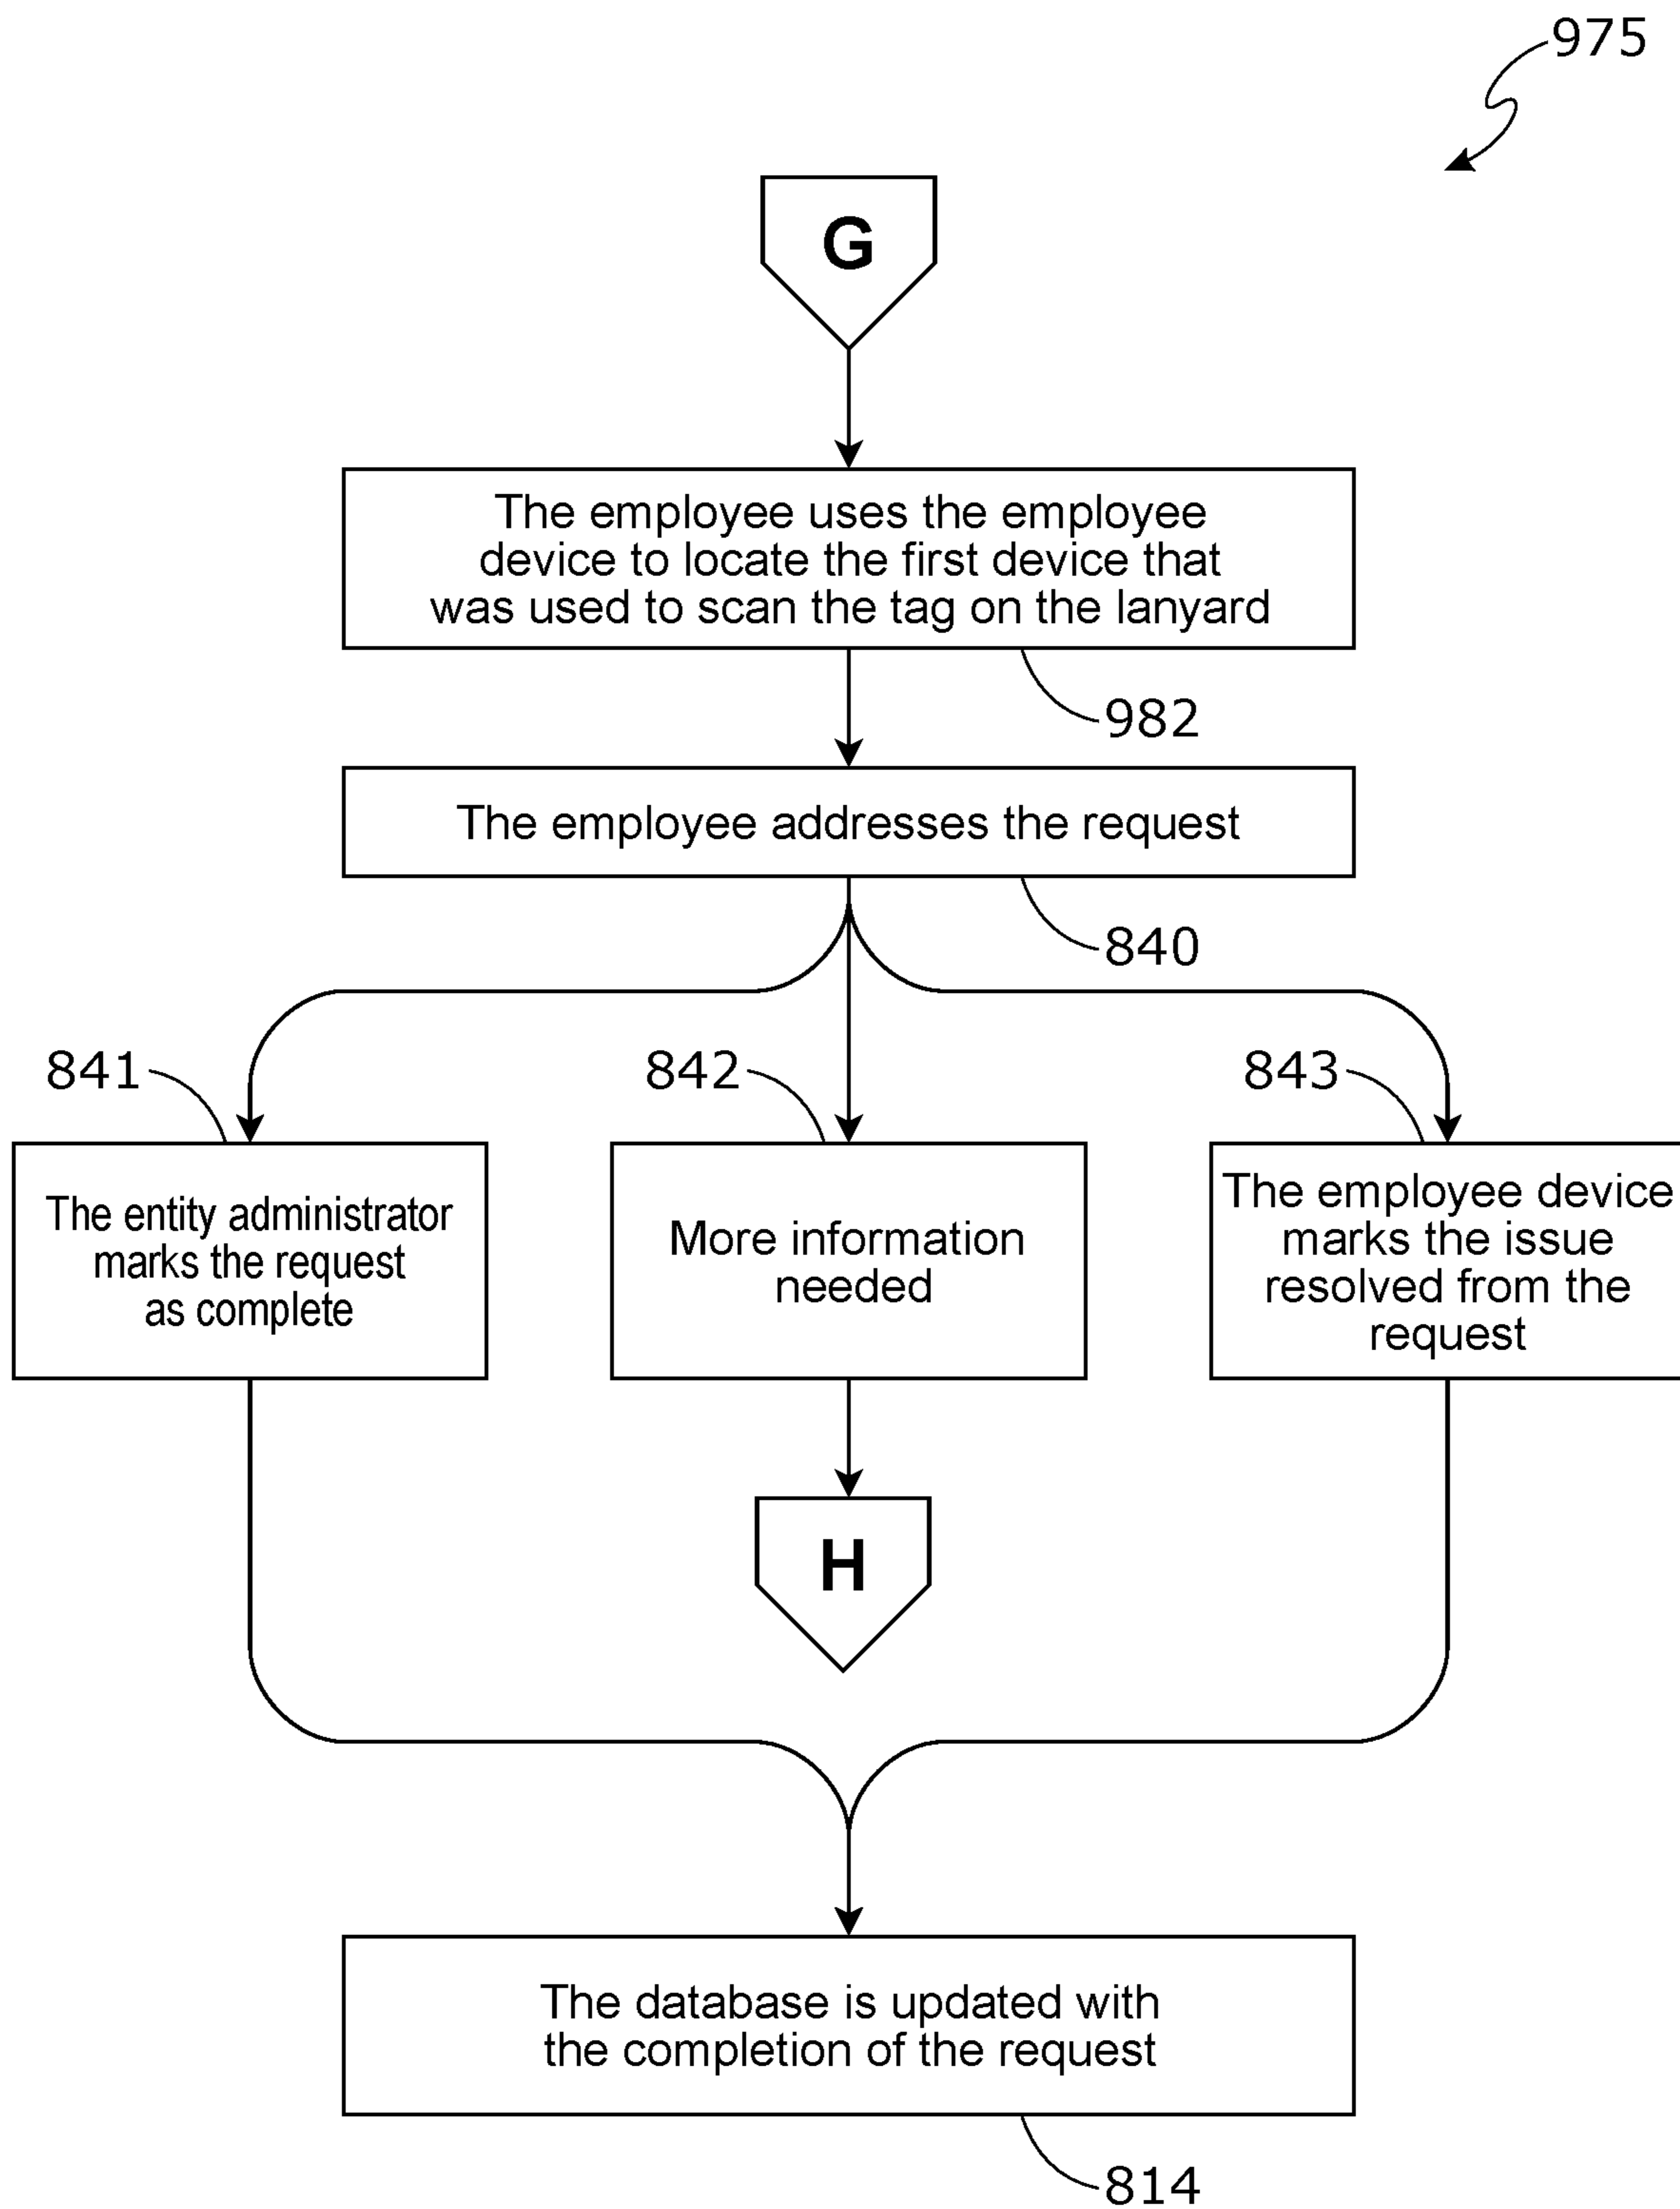 975
G
The employee uses the employee
device to locate the first device that
was used to scan the tag on the lanyard
982
The employee addresses the request
840
841
842
843
The entity administrator
marks the request
as complete
More information
needed
The employee device
marks the issue
resolved from the
request
H
The database is updated with
the completion of the request
814